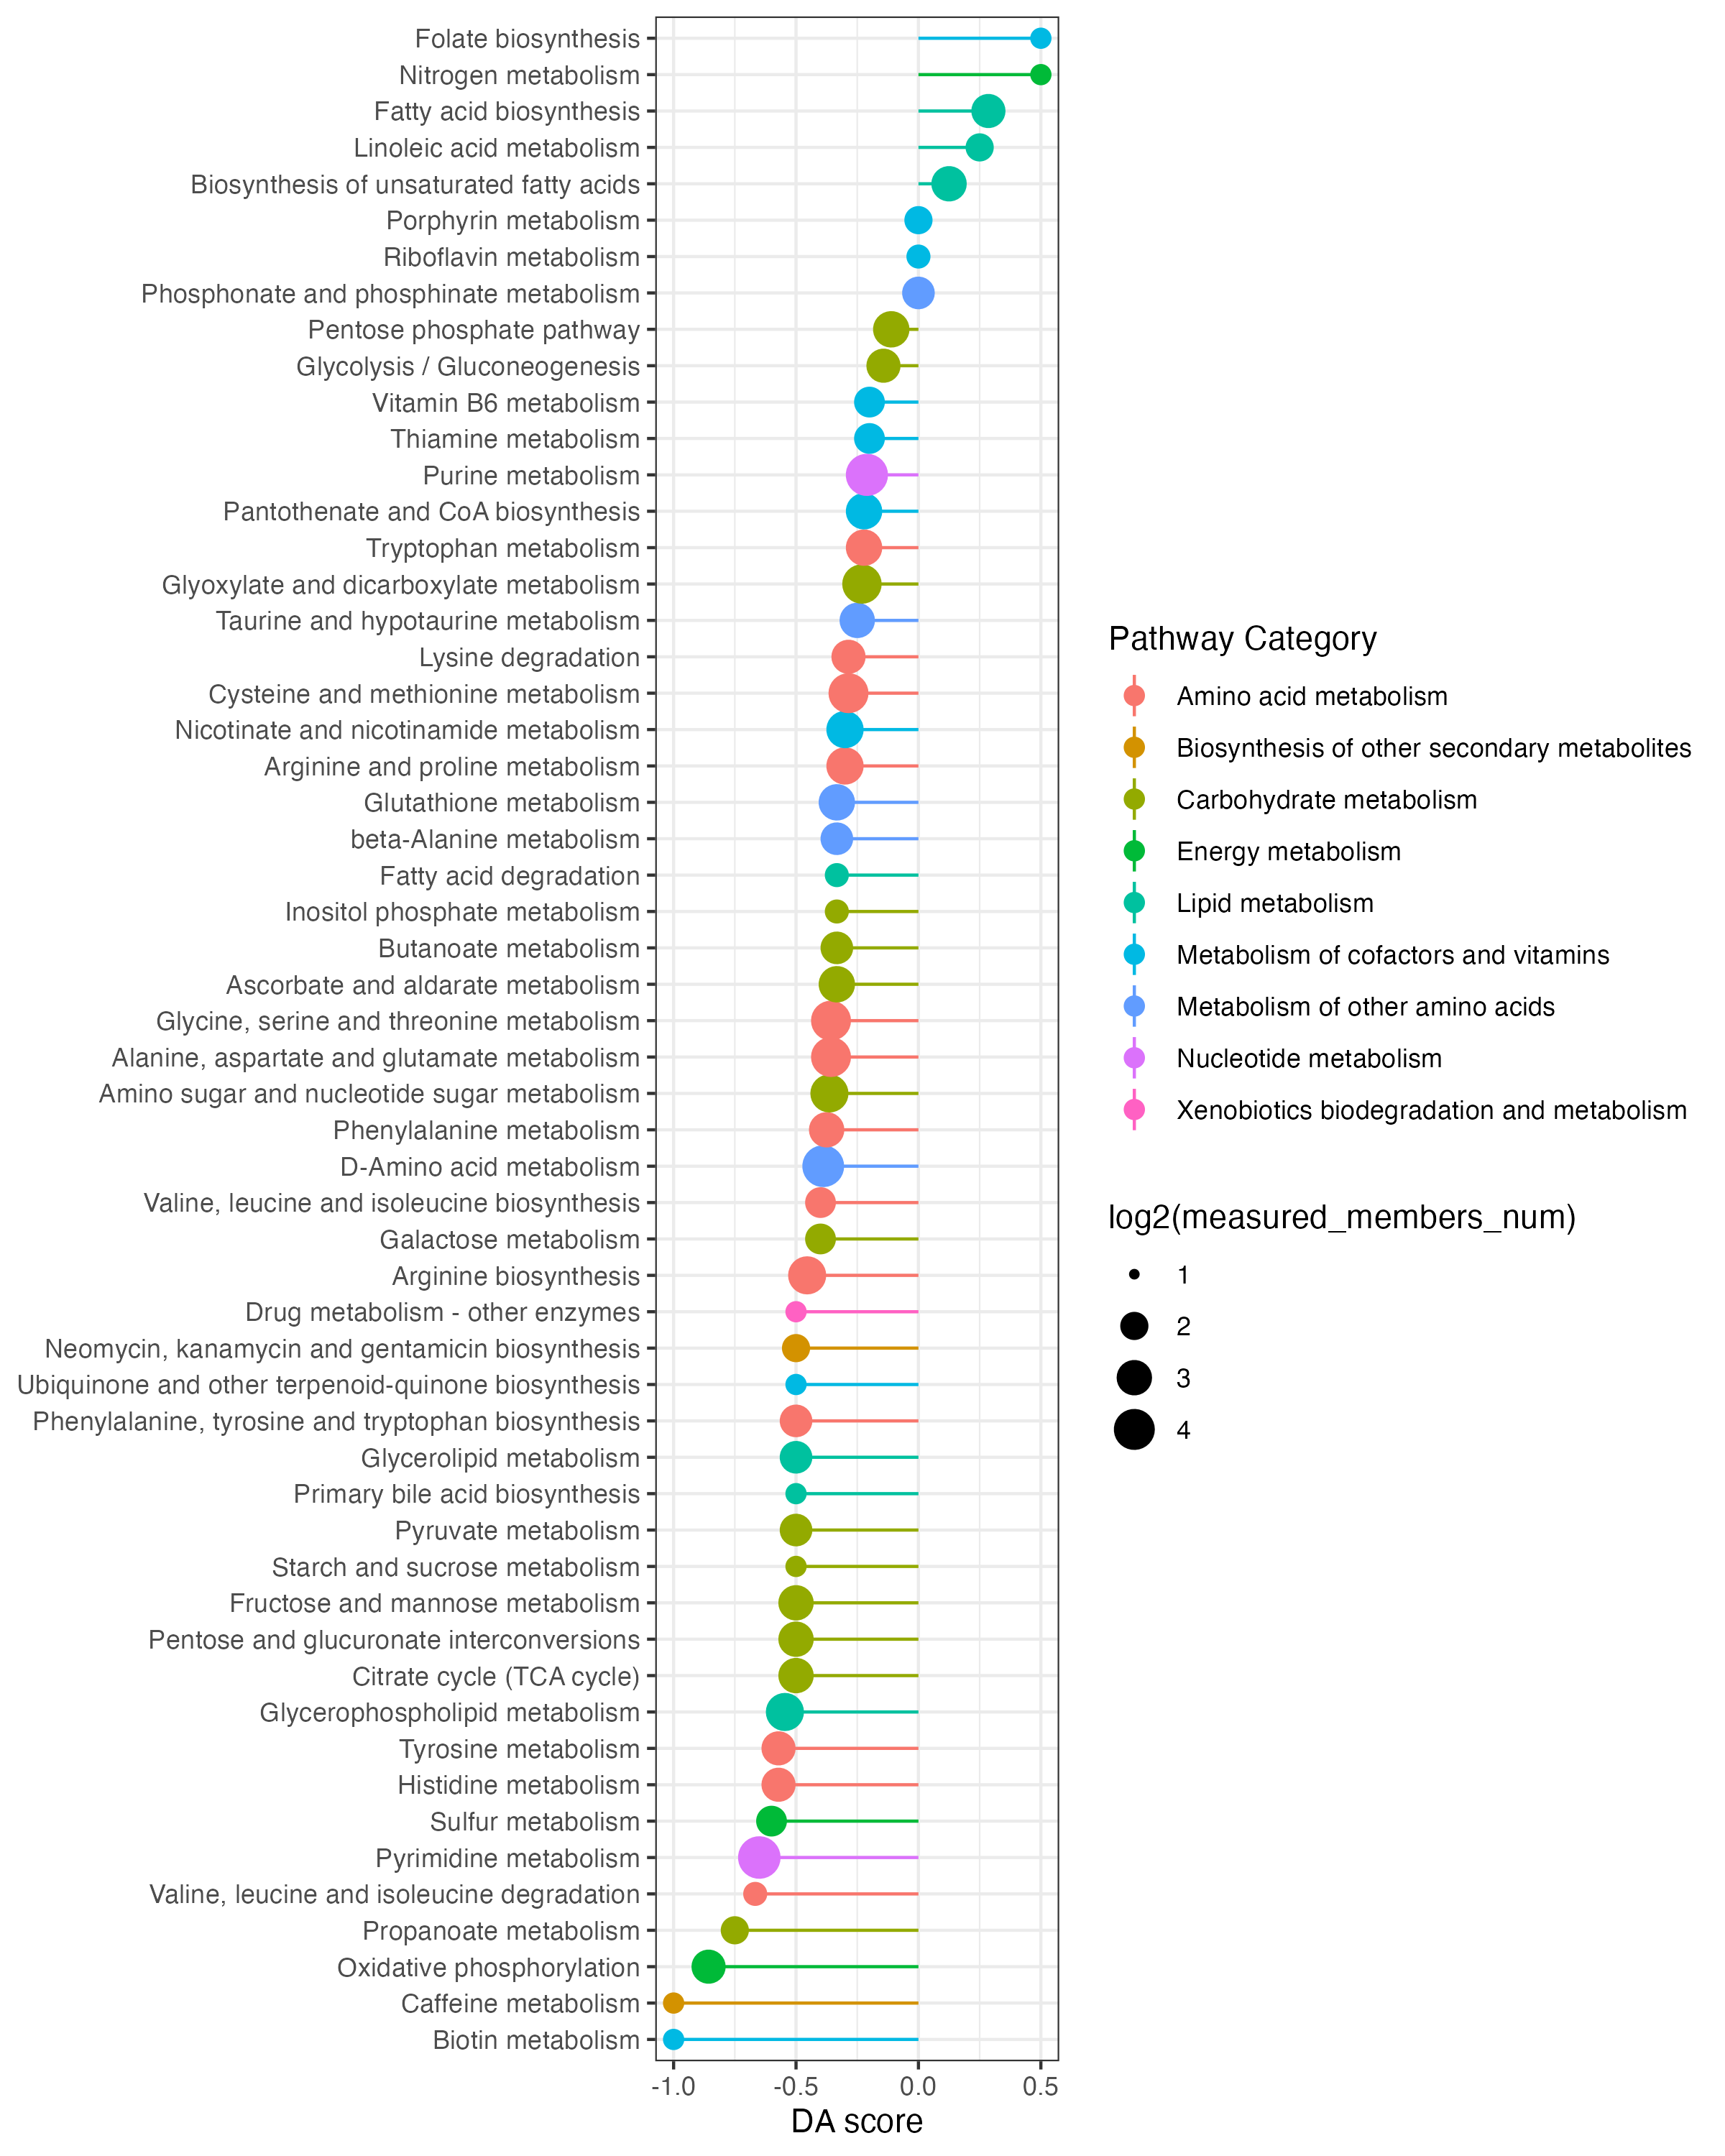 Folate biosynthesis
Nitrogen metabolism
Fatty acid biosynthesis
Linoleic acid metabolism
Biosynthesis of unsaturated fatty acids
Porphyrin metabolism
Riboflavin metabolism
Phosphonate and phosphinate metabolism
Pentose phosphate pathway
Glycolysis / Gluconeogenesis
Vitamin B6 metabolism
Thiamine metabolism
Purine metabolism
Pantothenate and CoA biosynthesis
Tryptophan metabolism
Glyoxylate and dicarboxylate metabolism
Taurine and hypotaurine metabolism
Lysine degradation
Cysteine and methionine metabolism
Nicotinate and nicotinamide metabolism
Arginine and proline metabolism
Glutathione metabolism
beta-Alanine metabolism
Fatty acid degradation
Inositol phosphate metabolism
Butanoate metabolism
Ascorbate and aldarate metabolism
Glycine, serine and threonine metabolism
Alanine, aspartate and glutamate metabolism
Amino sugar and nucleotide sugar metabolism
Phenylalanine metabolism
D-Amino acid metabolism
Valine, leucine and isoleucine biosynthesis
Galactose metabolism
Arginine biosynthesis
Drug metabolism - other enzymes
Neomycin, kanamycin and gentamicin biosynthesis
Ubiquinone and other terpenoid-quinone biosynthesis
Phenylalanine, tyrosine and tryptophan biosynthesis
Glycerolipid metabolism
Primary bile acid biosynthesis
Pyruvate metabolism
Starch and sucrose metabolism
Fructose and mannose metabolism
Pentose and glucuronate interconversions
Citrate cycle (TCA cycle)
Glycerophospholipid metabolism
Tyrosine metabolism
Histidine metabolism
Sulfur metabolism
Pyrimidine metabolism
Valine, leucine and isoleucine degradation
Propanoate metabolism
Oxidative phosphorylation
Caffeine metabolism
Biotin metabolism
-1.0 -0.5 0.0 0.5
DA score
Pathway Category
Amino acid metabolism
Biosynthesis of other secondary metabolites
Carbohydrate metabolism
Energy metabolism
Lipid metabolism
Metabolism of cofactors and vitamins
Metabolism of other amino acids
Nucleotide metabolism
Xenobiotics biodegradation and metabolism
log2(measured_members_num)
1
2
3
4